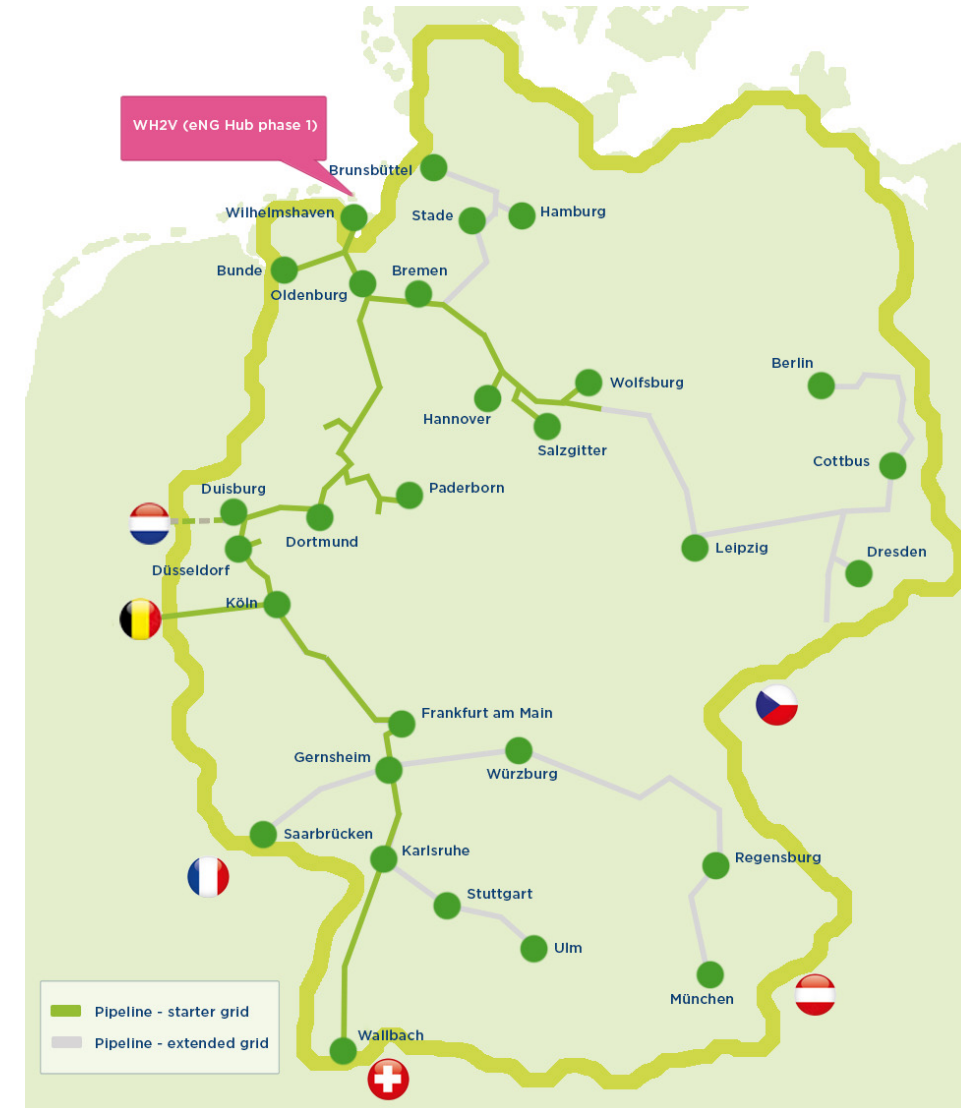 WH2V (eNG Hub phase 1)
Brunsbüttel
Wilhelmshaven
Stade
Hamburg
Bunde
Bremen
Oldenburg
Berlin
Wolfsburg
Hannover
Salzgitter
Cottbus
Duisburg
Paderborn
Dortmund
Leipzig
Dresden
Düsseldorf
Köln
Frankfurt am Main
Gernsheim
Würzburg
Saarbrücken
Karlsruhe
Regensburg
Stuttgart
Ulm
München
Pipeline - starter grid
Pipeline - extended grid
Wallbach